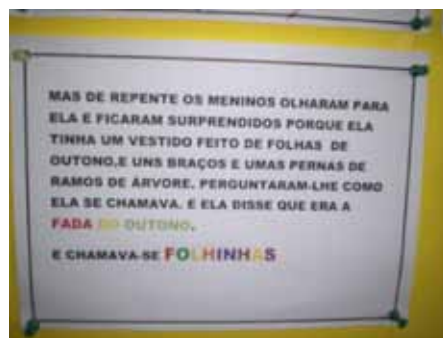 MAS DE REPENTE OS MENINOS OLHARAM PARA
ELA E FICARAM SURPRENDIDOS PORQUE ELA
TINHA UM VESTIDO FEITO DE FOLHAS DE
OUTONO,E UNS BRAÇOS E UMAS PERNAS DE
RAMOS DE ÁRVORE. PERGUNTARAM-LHE COMO
ELA SE CHAMAVA. E ELA DISSE QUE ERA A
FADA DO OUTONO.
E CHAMAVA-SE FOLHINHAS